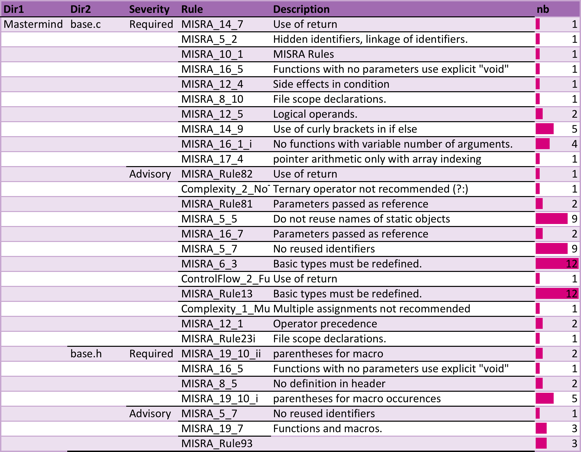 Dir1 Dir2 Severity Rule Description nb
Mastermind base.c Required MISRA_14_7 Use of return 1
MISRA_5_2 Hidden identifiers, linkage of identifiers. 1
MISRA_10_1 MISRA Rules 1
MISRA_16_5 Functions with no parameters use explicit "void" 1
MISRA_12_4 Side effects in condition 1
MISRA_8_10 File scope declarations. 1
MISRA_12_5 Logical operands. 2
MISRA_14_9 Use of curly brackets in if else 5
MISRA_16_1_i No functions with variable number of arguments. 4
MISRA_17_4 pointer arithmetic only with array indexing 1
Advisory MISRA_Rule82 Use of return 1
Complexity_2_No Ternary operator not recommended (?:) 1
MISRA_Rule81 Parameters passed as reference 2
MISRA_5_5 Do not reuse names of static objects 9
MISRA_16_7 Parameters passed as reference 2
MISRA_5_7 No reused identifiers 9
MISRA_6_3 Basic types must be redefined. 12
ControlFlow_2_Fu Use of return 1
MISRA_Rule13 Basic types must be redefined. 12
Complexity_1_Mu Multiple assignments not recommended 1
MISRA_12_1 Operator precedence 2
MISRA_Rule23i File scope declarations. 1
base.h Required MISRA_19_10_ii parentheses for macro 2
MISRA_16_5 Functions with no parameters use explicit "void" 1
MISRA_8_5 No definition in header 2
MISRA_19_10_i parentheses for macro occurences 5
Advisory MISRA_5_7 No reused identifiers 1
MISRA_19_7 Functions and macros. 3
MISRA_Rule93 3